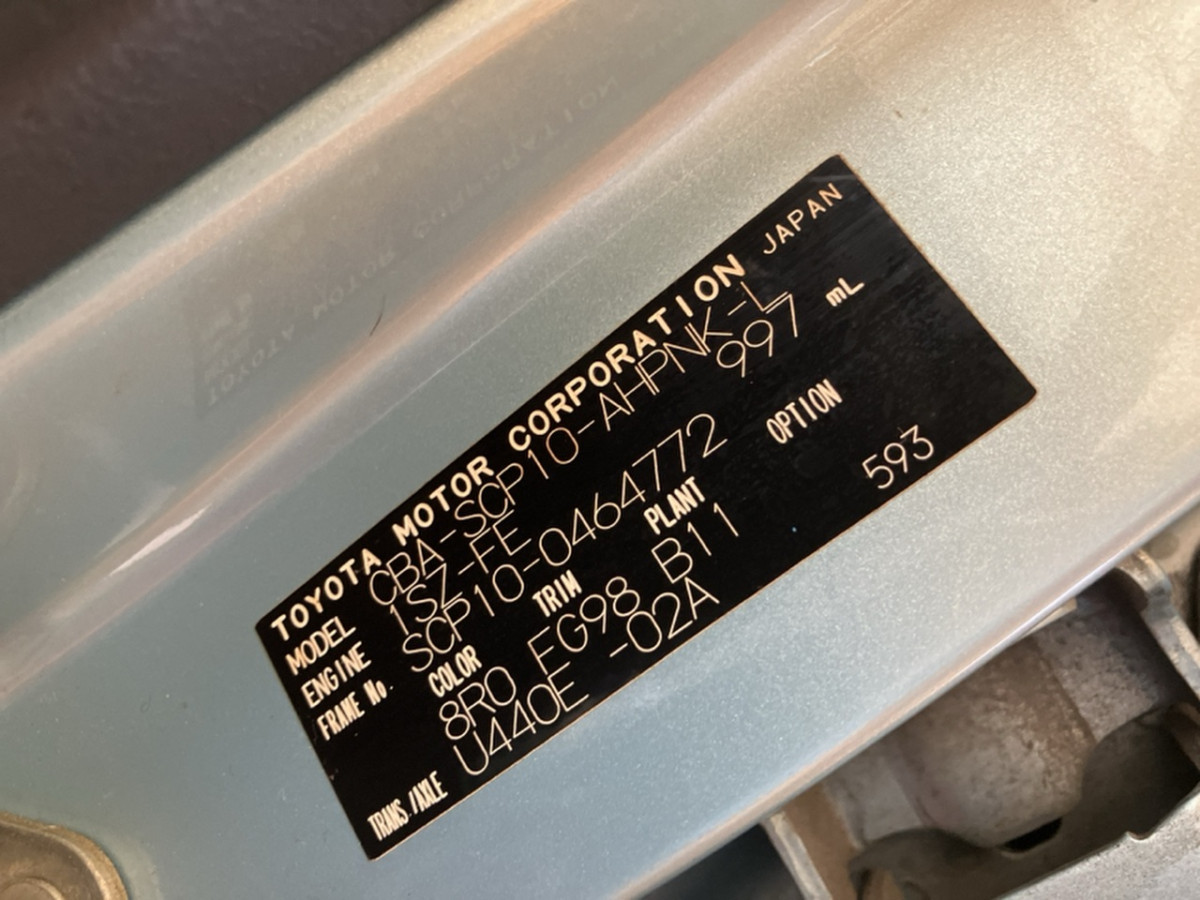 TOYOTA MOTOR CORPORATION JAPAN
MODEL CBA-SCP10-AHPNK-L
ENGINE 1SZ-FE 997 mL
FRAME No. SCP10-0464772
COLOR TRIM PLANT OPTION
8R0 FG98 B11 593
TRANS./AXLE U440E -02A